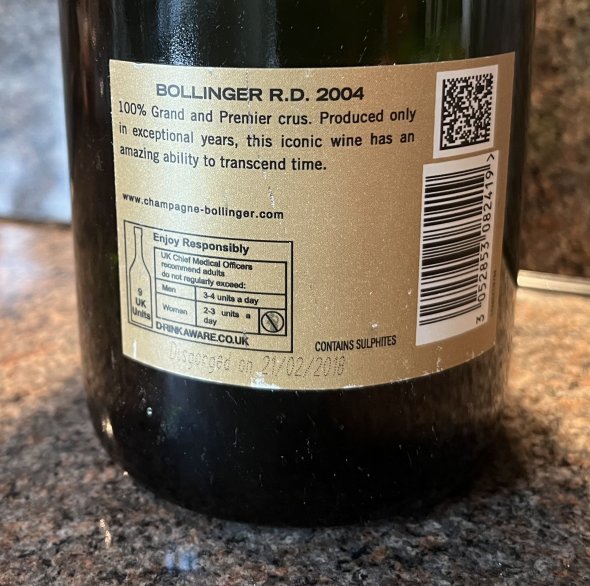 BOLLINGER R.D. 2004
100% Grand and Premier crus. Produced only
in exceptional years, this iconic wine has an
amazing ability to transcend time.
www.champagne-bollinger.com
Enjoy Responsibly
UK Chief Medical Officers
recommend adults
do not regularly exceed:
Men 3-4 units a day
Women 2-3 units a
day
9
UK
Units
DRINKAWARE.CO.UK
CONTAINS SULPHITES
Disgorged on 21/02/2018
3 052853 082419 >